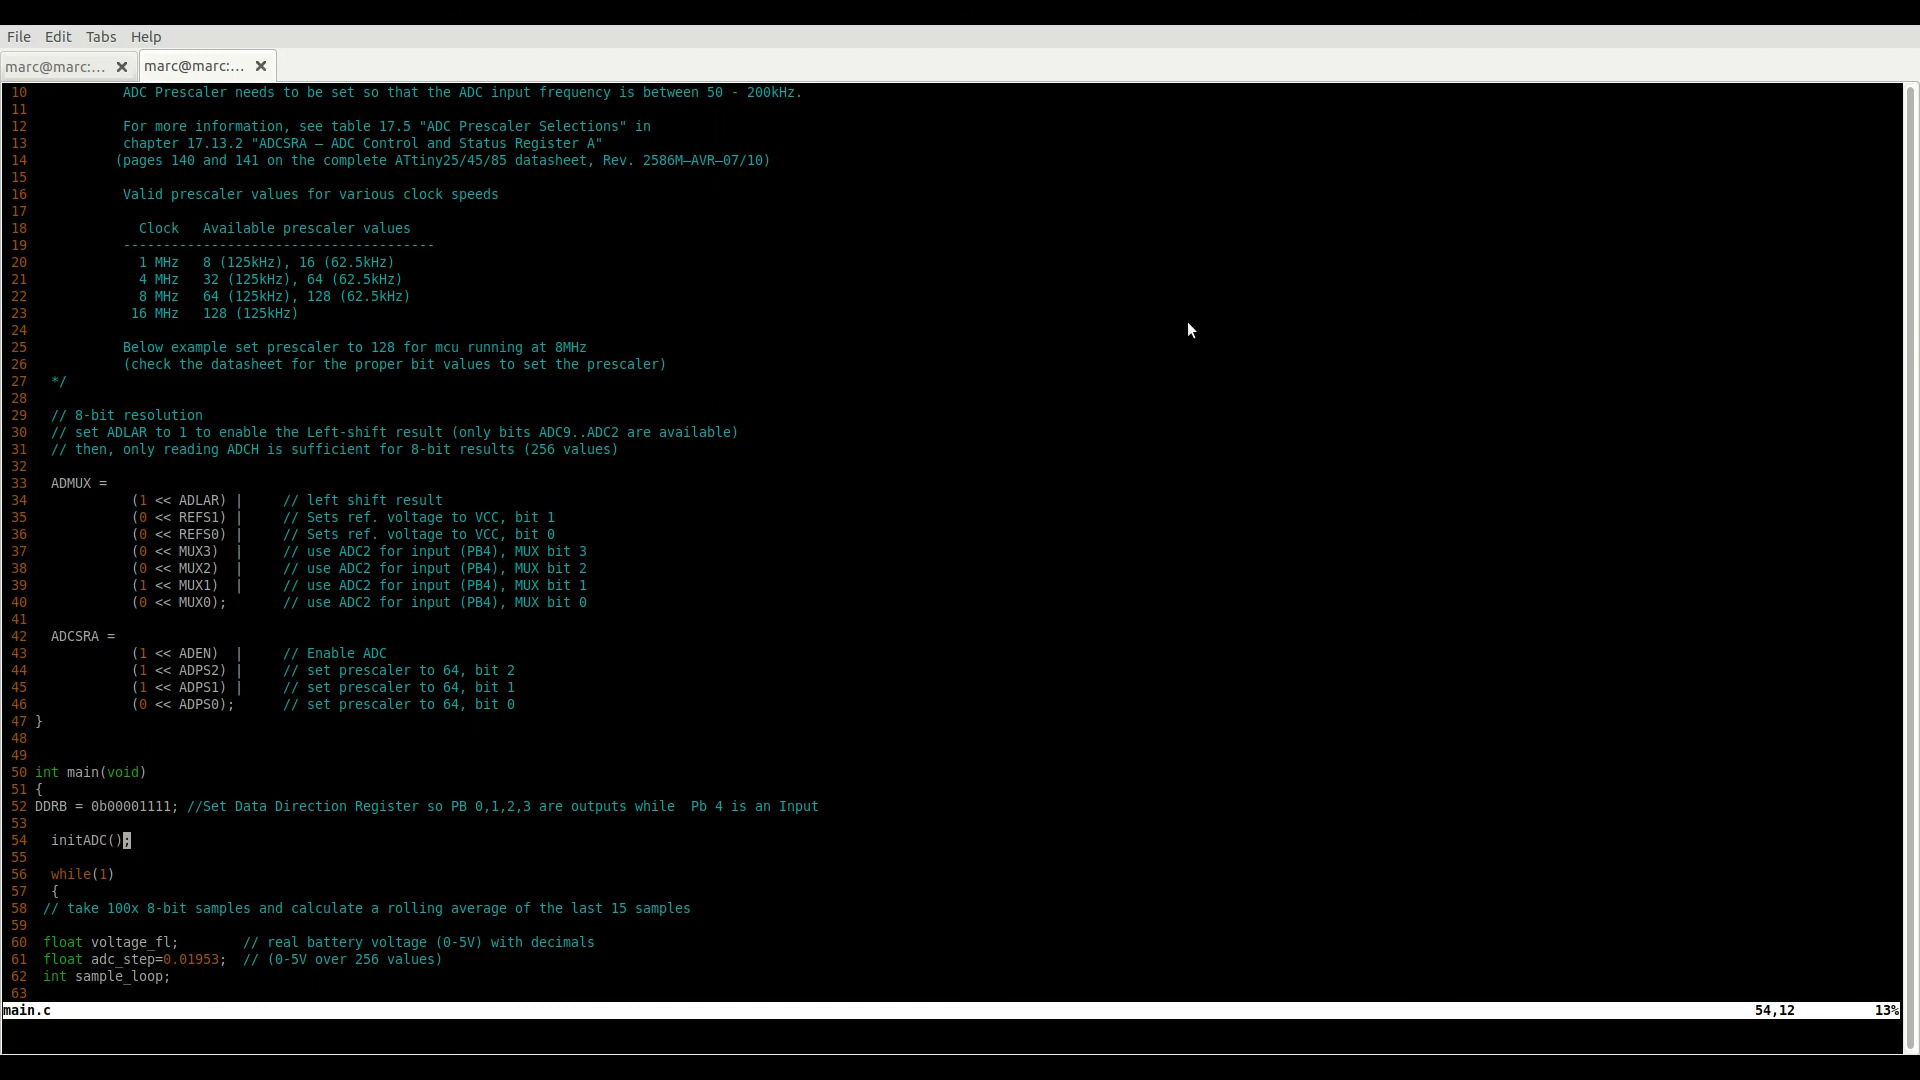 File Edit Tabs Help
marc@marc:... marc@marc:...
10 ADC Prescaler needs to be set so that the ADC input frequency is between 50 - 200kHz.
11
12 For more information, see table 17.5 "ADC Prescaler Selections" in
13 chapter 17.13.2 "ADCSRA – ADC Control and Status Register A"
14 (pages 140 and 141 on the complete ATtiny25/45/85 datasheet, Rev. 2586M–AVR–07/10)
15
16 Valid prescaler values for various clock speeds
17
18 Clock Available prescaler values
19 ---------------------------------------
20 1 MHz 8 (125kHz), 16 (62.5kHz)
21 4 MHz 32 (125kHz), 64 (62.5kHz)
22 8 MHz 64 (125kHz), 128 (62.5kHz)
23 16 MHz 128 (125kHz)
24
25 Below example set prescaler to 128 for mcu running at 8MHz
26 (check the datasheet for the proper bit values to set the prescaler)
27 */
28
29 // 8-bit resolution
30 // set ADLAR to 1 to enable the Left-shift result (only bits ADC9..ADC2 are available)
31 // then, only reading ADCH is sufficient for 8-bit results (256 values)
32
33 ADMUX =
34 (1 << ADLAR) | // left shift result
35 (0 << REFS1) | // Sets ref. voltage to VCC, bit 1
36 (0 << REFS0) | // Sets ref. voltage to VCC, bit 0
37 (0 << MUX3) | // use ADC2 for input (PB4), MUX bit 3
38 (0 << MUX2) | // use ADC2 for input (PB4), MUX bit 2
39 (1 << MUX1) | // use ADC2 for input (PB4), MUX bit 1
40 (0 << MUX0); // use ADC2 for input (PB4), MUX bit 0
41
42 ADCSRA =
43 (1 << ADEN) | // Enable ADC
44 (1 << ADPS2) | // set prescaler to 64, bit 2
45 (1 << ADPS1) | // set prescaler to 64, bit 1
46 (0 << ADPS0); // set prescaler to 64, bit 0
47 }
48
49
50 int main(void)
51 {
52 DDRB = 0b00001111; //Set Data Direction Register so PB 0,1,2,3 are outputs while  Pb 4 is an Input
53
54 initADC();
55
56 while(1)
57 {
58 // take 100x 8-bit samples and calculate a rolling average of the last 15 samples
59
60 float voltage_fl; // real battery voltage (0-5V) with decimals
61 float adc_step=0.01953; // (0-5V over 256 values)
62 int sample_loop;
63
main.c 54,12 13%